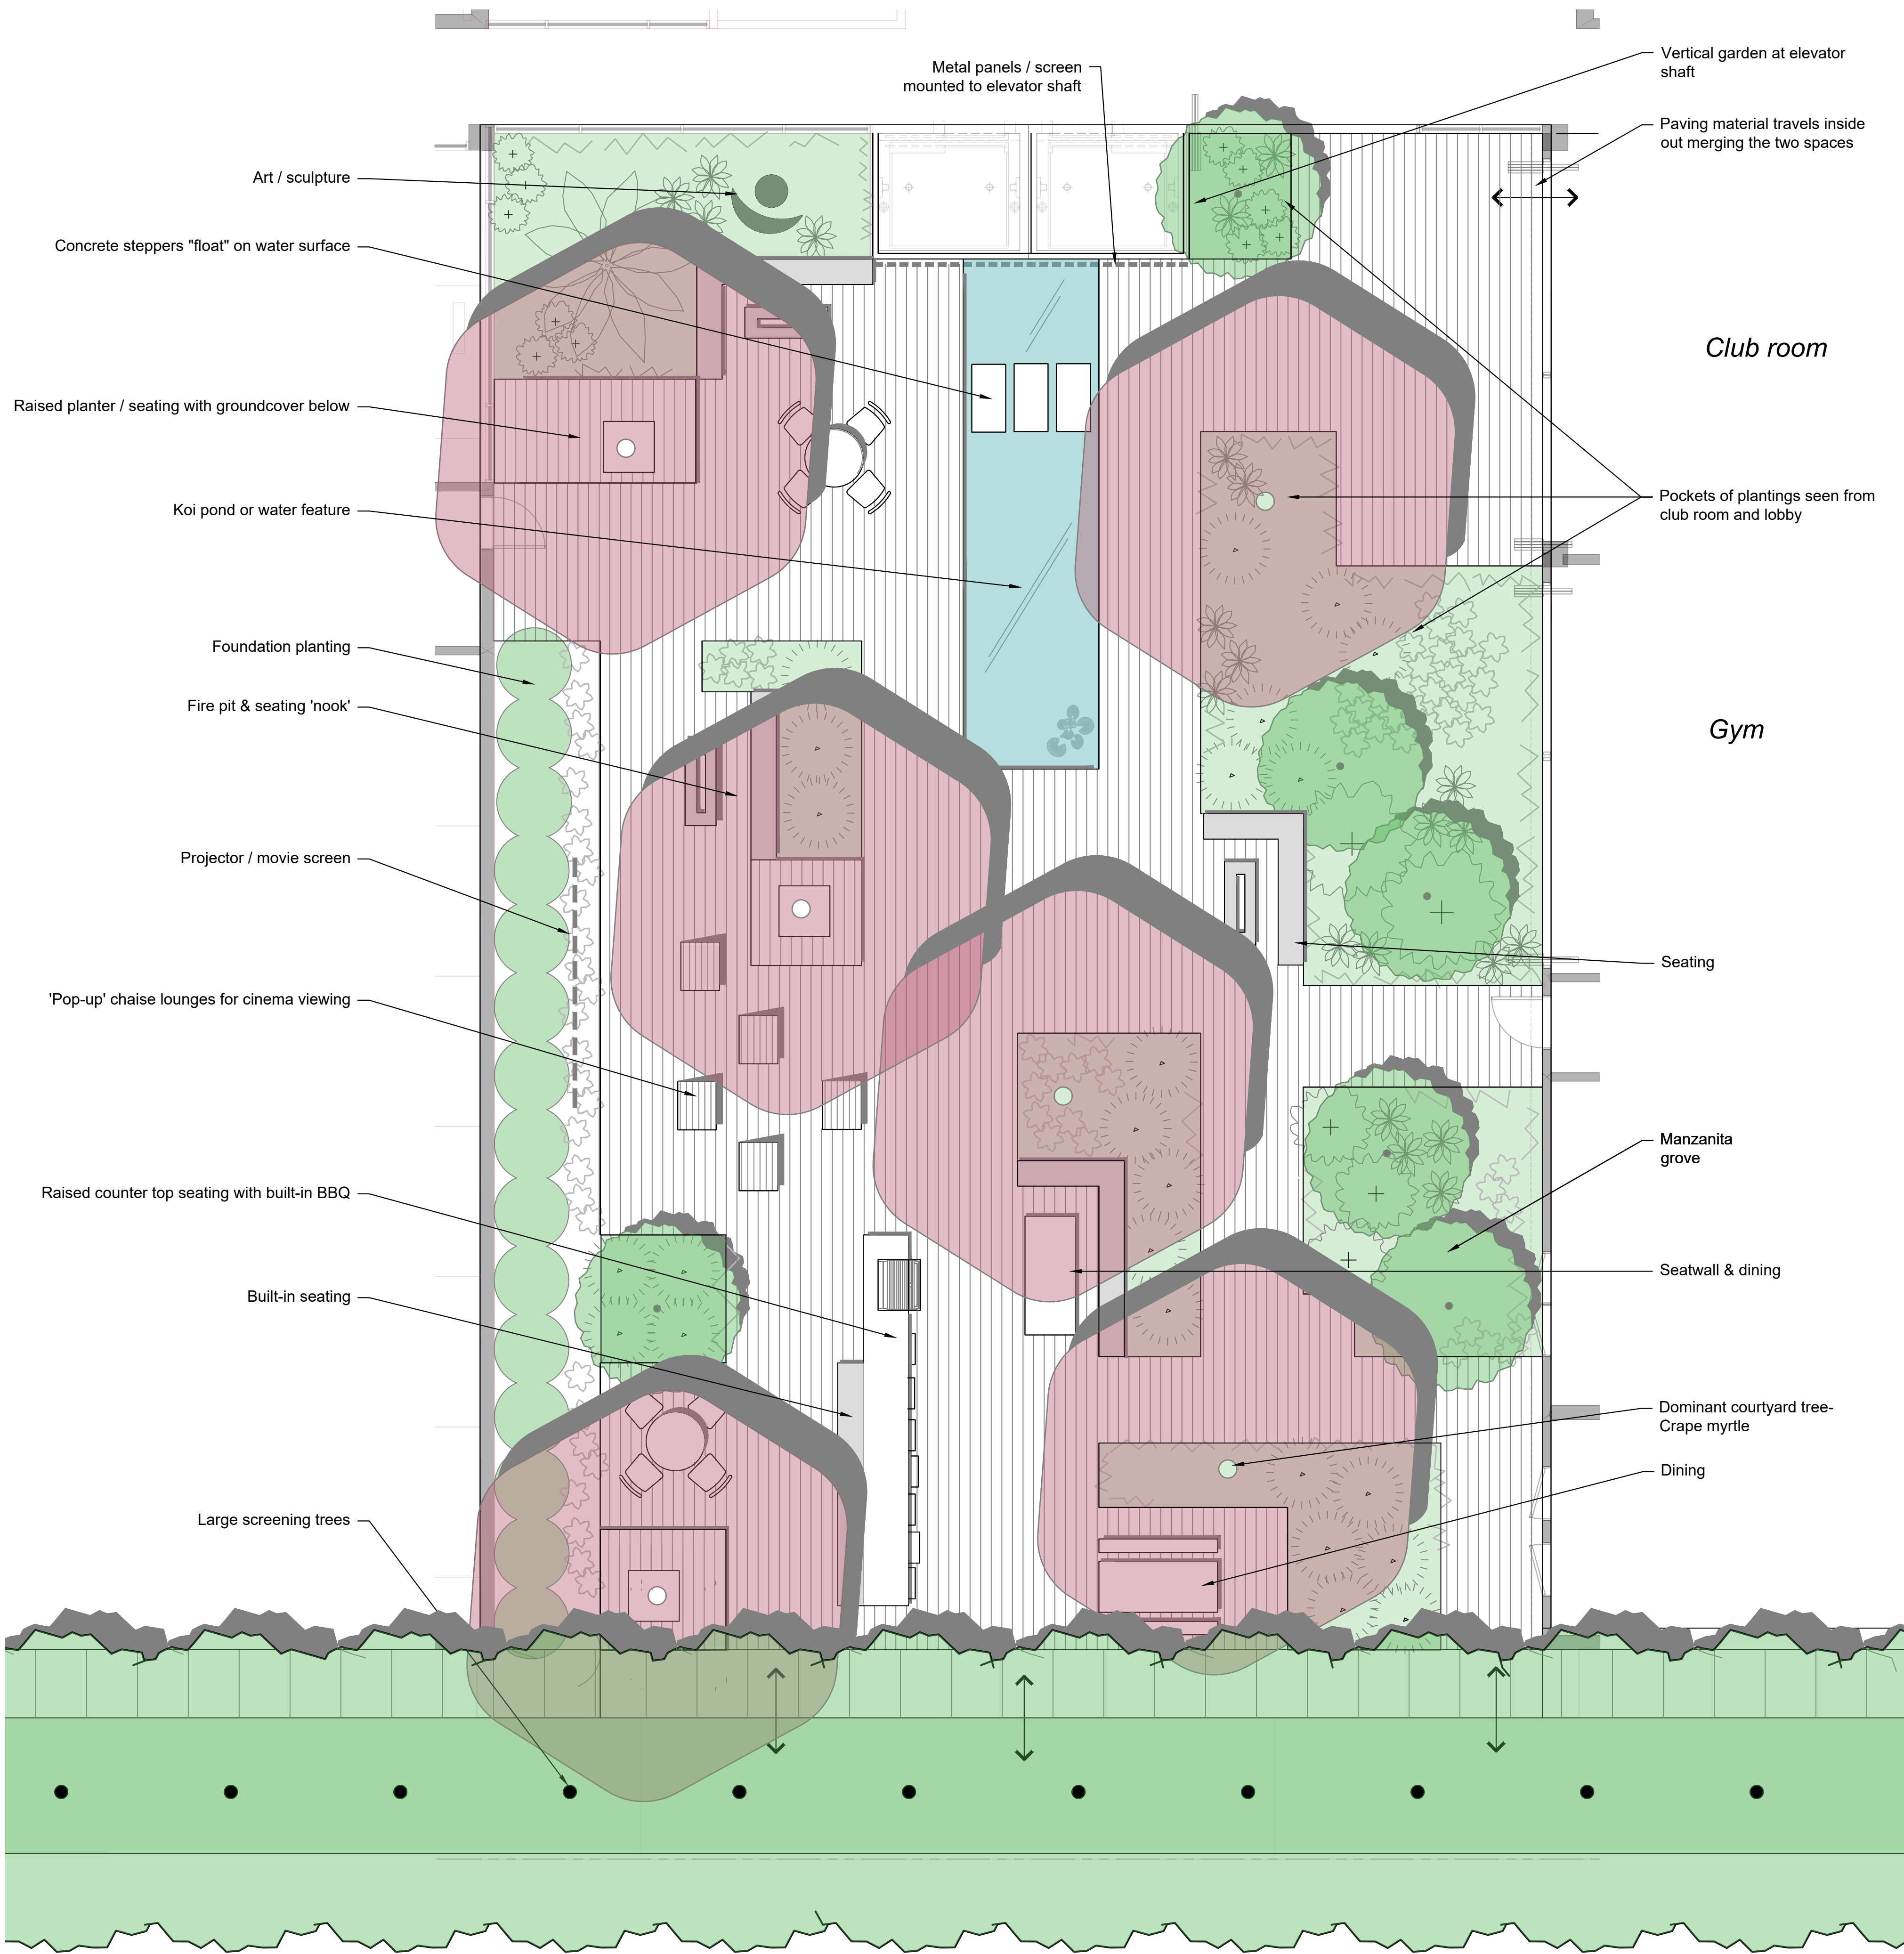 Metal panels / screen
mounted to elevator shaft
Vertical garden at elevator
shaft
Paving material travels inside
out merging the two spaces
Art / sculpture
Concrete steppers "float" on water surface
Club room
Raised planter / seating with groundcover below
Pockets of plantings seen from
club room and lobby
Koi pond or water feature
Foundation planting
Fire pit & seating 'nook'
Gym
Projector / movie screen
Seating
'Pop-up' chaise lounges for cinema viewing
Manzanita
grove
Raised counter top seating with built-in BBQ
Seatwall & dining
Built-in seating
Dominant courtyard tree-
Crape myrtle
Dining
Large screening trees